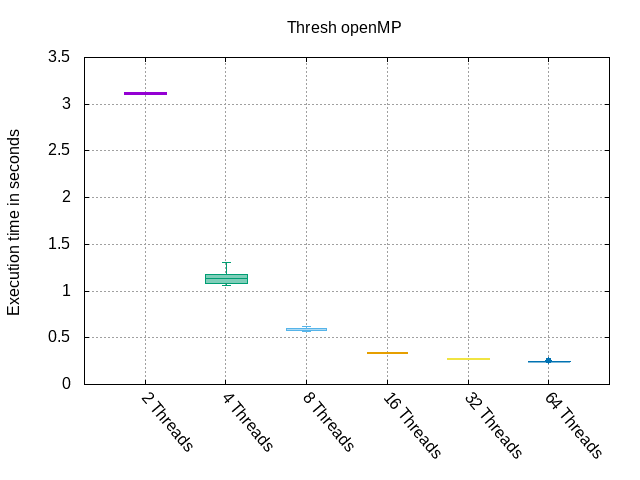 Thresh openMP
Execution time in seconds
3.5
3
2.5
2
1.5
1
0.5
0
2 Threads
4 Threads
8 Threads
16 Threads
32 Threads
64 Threads